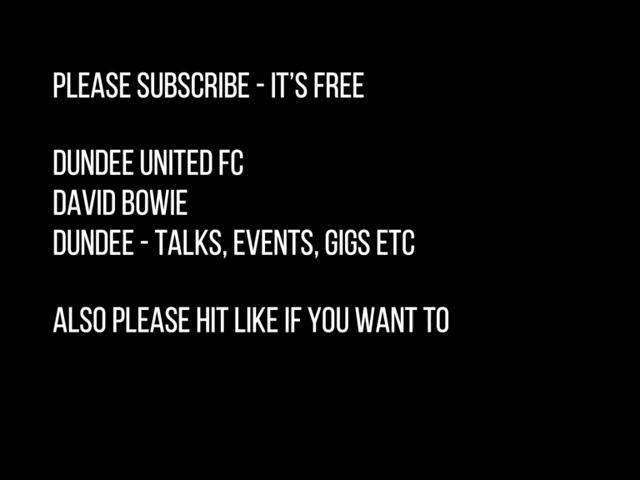 PLEASE SUBSCRIBE - IT'S FREE
DUNDEE UNITED FC
DAVID BOWIE
DUNDEE - TALKS, EVENTS, GIGS ETC
ALSO PLEASE HIT LIKE IF YOU WANT TO